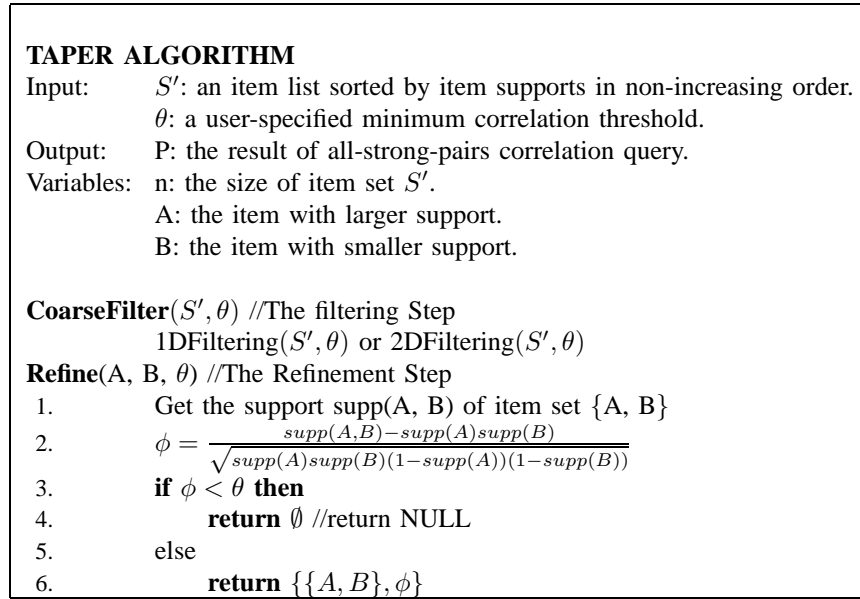 TAPER ALGORITHM
Input: S′: an item list sorted by item supports in non-increasing order.
θ: a user-specified minimum correlation threshold.
Output: P: the result of all-strong-pairs correlation query.
Variables: n: the size of item set S′.
A: the item with larger support.
B: the item with smaller support.
CoarseFilter(S′, θ) //The filtering Step
1DFiltering(S′, θ) or 2DFiltering(S′, θ)
Refine(A, B, θ) //The Refinement Step
1. Get the support supp(A, B) of item set {A, B}
2. φ = supp(A,B)−supp(A)supp(B) / √supp(A)supp(B)(1−supp(A))(1−supp(B))
3. if φ < θ then
4. return ∅ //return NULL
5. else
6. return {{A, B}, φ}